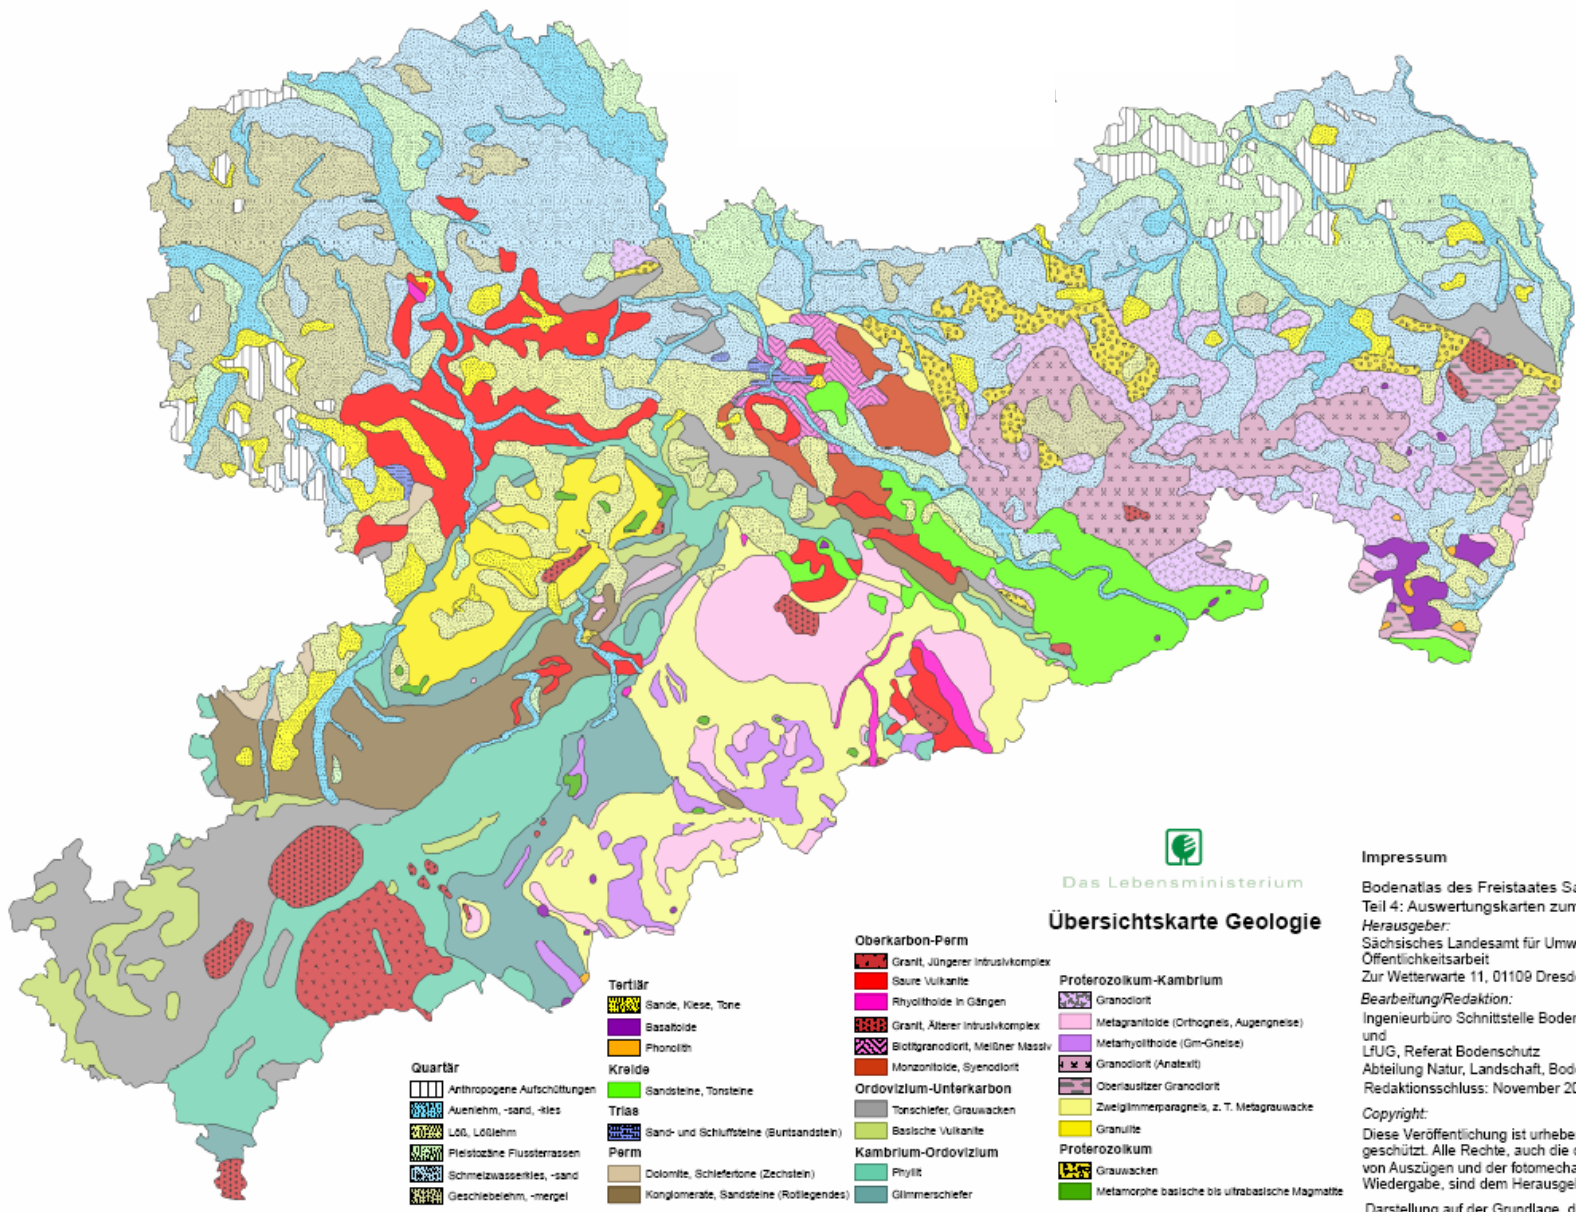 Das Lebensministerium
Übersichtskarte Geologie
Quartär
Anthropogene Aufschüttungen
Auenlehm, -sand, -kies
Löß, Lößlehm
Pleistozäne Flussterrassen
Schmelzwasserkies, -sand
Geschiebelehm, -mergel
Tertiär
Sande, Kiese, Tone
Basaltoide
Phonolith
Kreide
Sandsteine, Tonsteine
Trias
Sand- und Schluffsteine (Buntsandstein)
Perm
Dolomite, Schiefertone (Zechstein)
Konglomerate, Sandsteine (Rotliegendes)
Oberkarbon-Perm
Granit, Jüngerer Intrusivkomplex
Saure Vulkanite
Rhyolithoide in Gängen
Granit, Älterer Intrusivkomplex
Biotitgranodiorit, Meißner Massiv
Monzonitoide, Syenodiorit
Ordovizium-Unterkarbon
Tonschiefer, Grauwacken
Basische Vulkanite
Kambrium-Ordovizium
Phyllit
Glimmerschiefer
Proterozoikum-Kambrium
Granodiorit
Metagranitoide (Orthogneis, Augengneise)
Metarhyolithoide (Gm-Gneise)
Granodiorit (Anatexit)
Oberlausitzer Granodiorit
Zweiglimmerparagneis, z. T. Metagrauwacke
Granulite
Proterozoikum
Grauwacken
Metamorphe basische bis ultrabasische Magmatite
Impressum
Bodenatlas des Freistaates Sa
Teil 4: Auswertungskarten zum
Herausgeber:
Sächsisches Landesamt für Umw
Öffentlichkeitsarbeit
Zur Wetterwarte 11, 01109 Dresd
Bearbeitung/Redaktion:
Ingenieurbüro Schnittstelle Boden
und
LfUG, Referat Bodenschutz
Abteilung Natur, Landschaft, Bod
Redaktionsschluss: November 20
Copyright:
Diese Veröffentlichung ist urhebe
geschützt. Alle Rechte, auch die d
von Auszügen und der fotomecha
Wiedergabe, sind dem Herausge
Darstellung auf der Grundlage, d